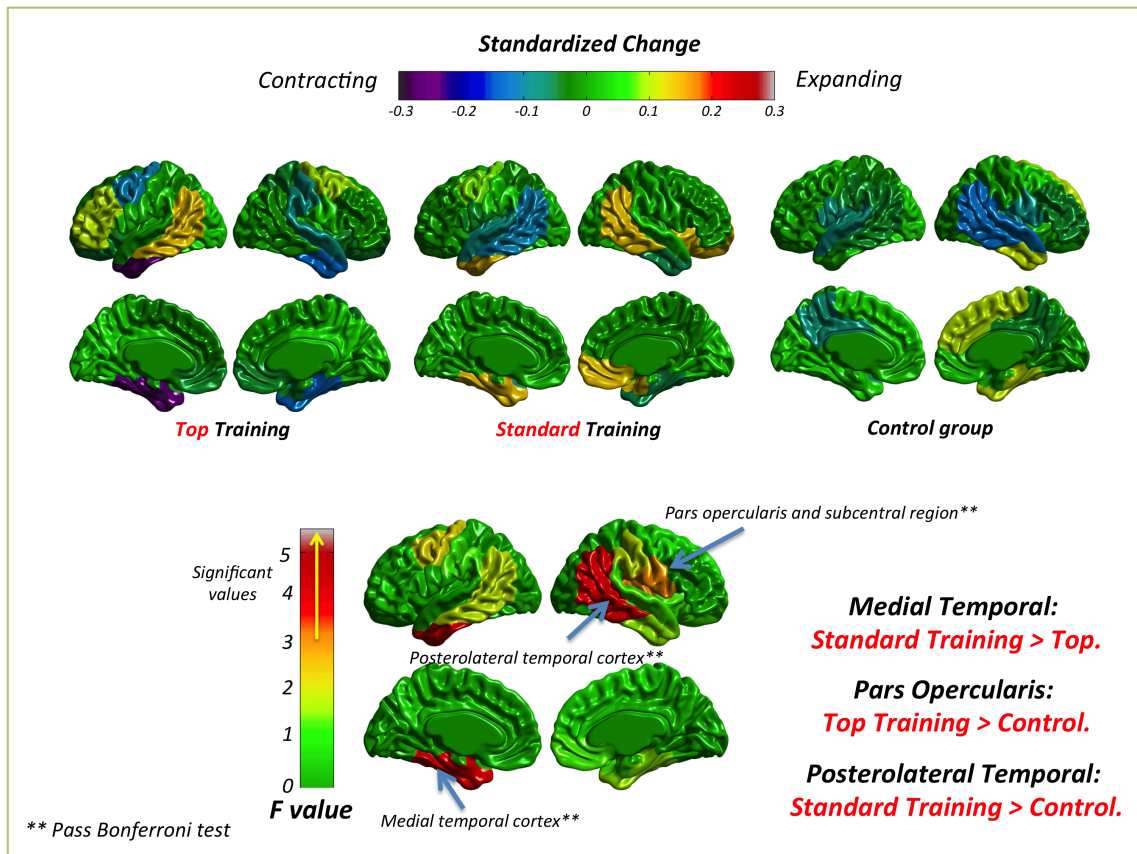 Standardized Change
Contracting
Expanding
-0.3 -0.2 -0.1 0 0.1 0.2 0.3
Top Training
Standard Training
Control group
Pars opercularis and subcentral region**
Significant
values
5
4
3
2
1
0
F value
Posterolateral temporal cortex**
Medial temporal cortex**
** Pass Bonferroni test
Medial Temporal:
Standard Training > Top.
Pars Opercularis:
Top Training > Control.
Posterolateral Temporal:
Standard Training > Control.